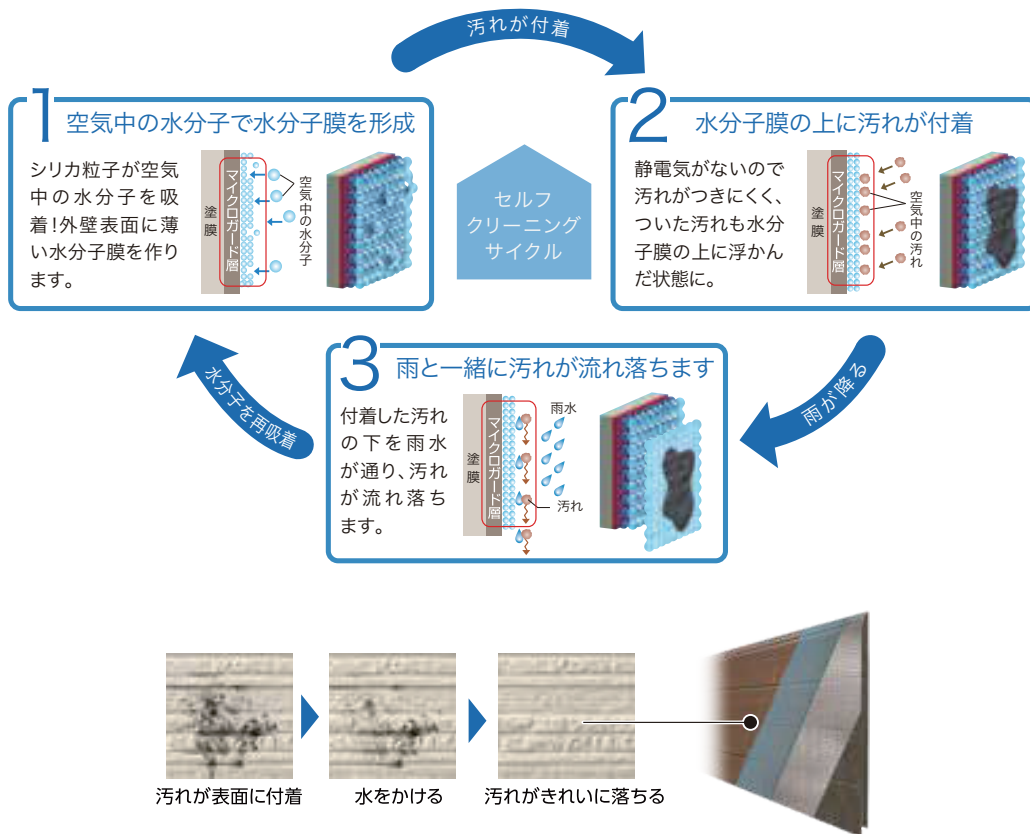 汚れが付着
1 空気中の水分子で水分子膜を形成
シリカ粒子が空気
中の水分子を吸
着!外壁表面に薄
い水分子膜を作り
ます。
塗膜
マイクロガード層
空気中の水分子
セルフ
クリーニング
サイクル
2 水分子膜の上に汚れが付着
静電気がないので
汚れがつきにくく、
ついた汚れも水分
子膜の上に浮かん
だ状態に。
塗膜
マイクロガード層
空気中の汚れ
雨が降る
3 雨と一緒に汚れが流れ落ちます
付着した汚れ
の下を雨水
が通り、汚れ
が流れ落ち
ます。
塗膜
マイクロガード層
雨水
汚れ
水分子を再吸着
汚れが表面に付着
水をかける
汚れがきれいに落ちる